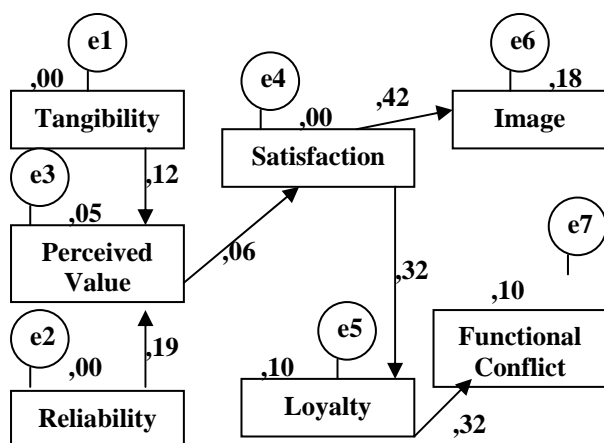 e1
,00
Tangibility
e3
,12
,05
Perceived
Value
e2
,00
,19
Reliability
e4
,00
Satisfaction
,42
,06
,32
e5
,10
Loyalty
,32
e6
,18
Image
e7
,10
Functional
Conflict